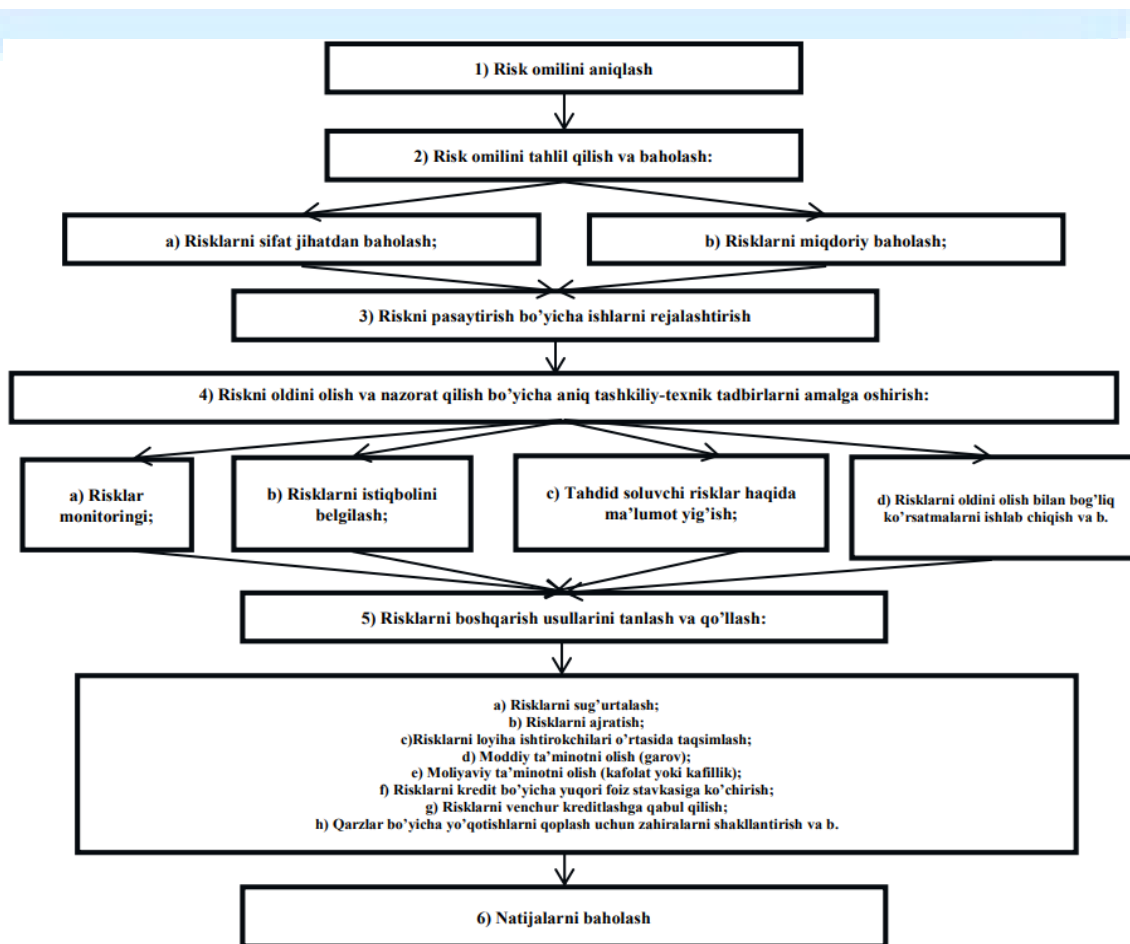 1) Risk omilini aniqlash
2) Risk omilini tahlil qilish va baholash:
a) Risklarni sifat jihatdan baholash;
b) Risklarni miqdoriy baholash;
3) Riskni pasaytirish bo’yicha ishlarni rejalashtirish
4) Riskni oldini olish va nazorat qilish bo’yicha aniq tashkiliy-texnik tadbirlarni amalga oshirish:
a) Risklar
monitoringi;
b) Risklarni istiqbolini
belgilash;
c) Tahdid soluvchi risklar haqida
ma’lumot yig’ish;
d) Risklarni oldini olish bilan bog’liq
ko’rsatmalarni ishlab chiqish va b.
5) Risklarni boshqarish usullarini tanlash va qo’llash:
a) Risklarni sug’urtalash;
b) Risklarni ajratish;
c)Risklarni loyiha ishtirokchilari o’rtasida taqsimlash;
d) Moddiy ta’minotni olish (garov);
e) Moliyaviy ta’minotni olish (kafolat yoki kafillik);
f) Risklarni kredit bo’yicha yuqori foiz stavkasiga ko’chirish;
g) Risklarni venchur kreditlashga qabul qilish;
h) Qarzlar bo’yicha yo’qotishlarni qoplash uchun zahiralarni shakllantirish va b.
6) Natijalarni baholash